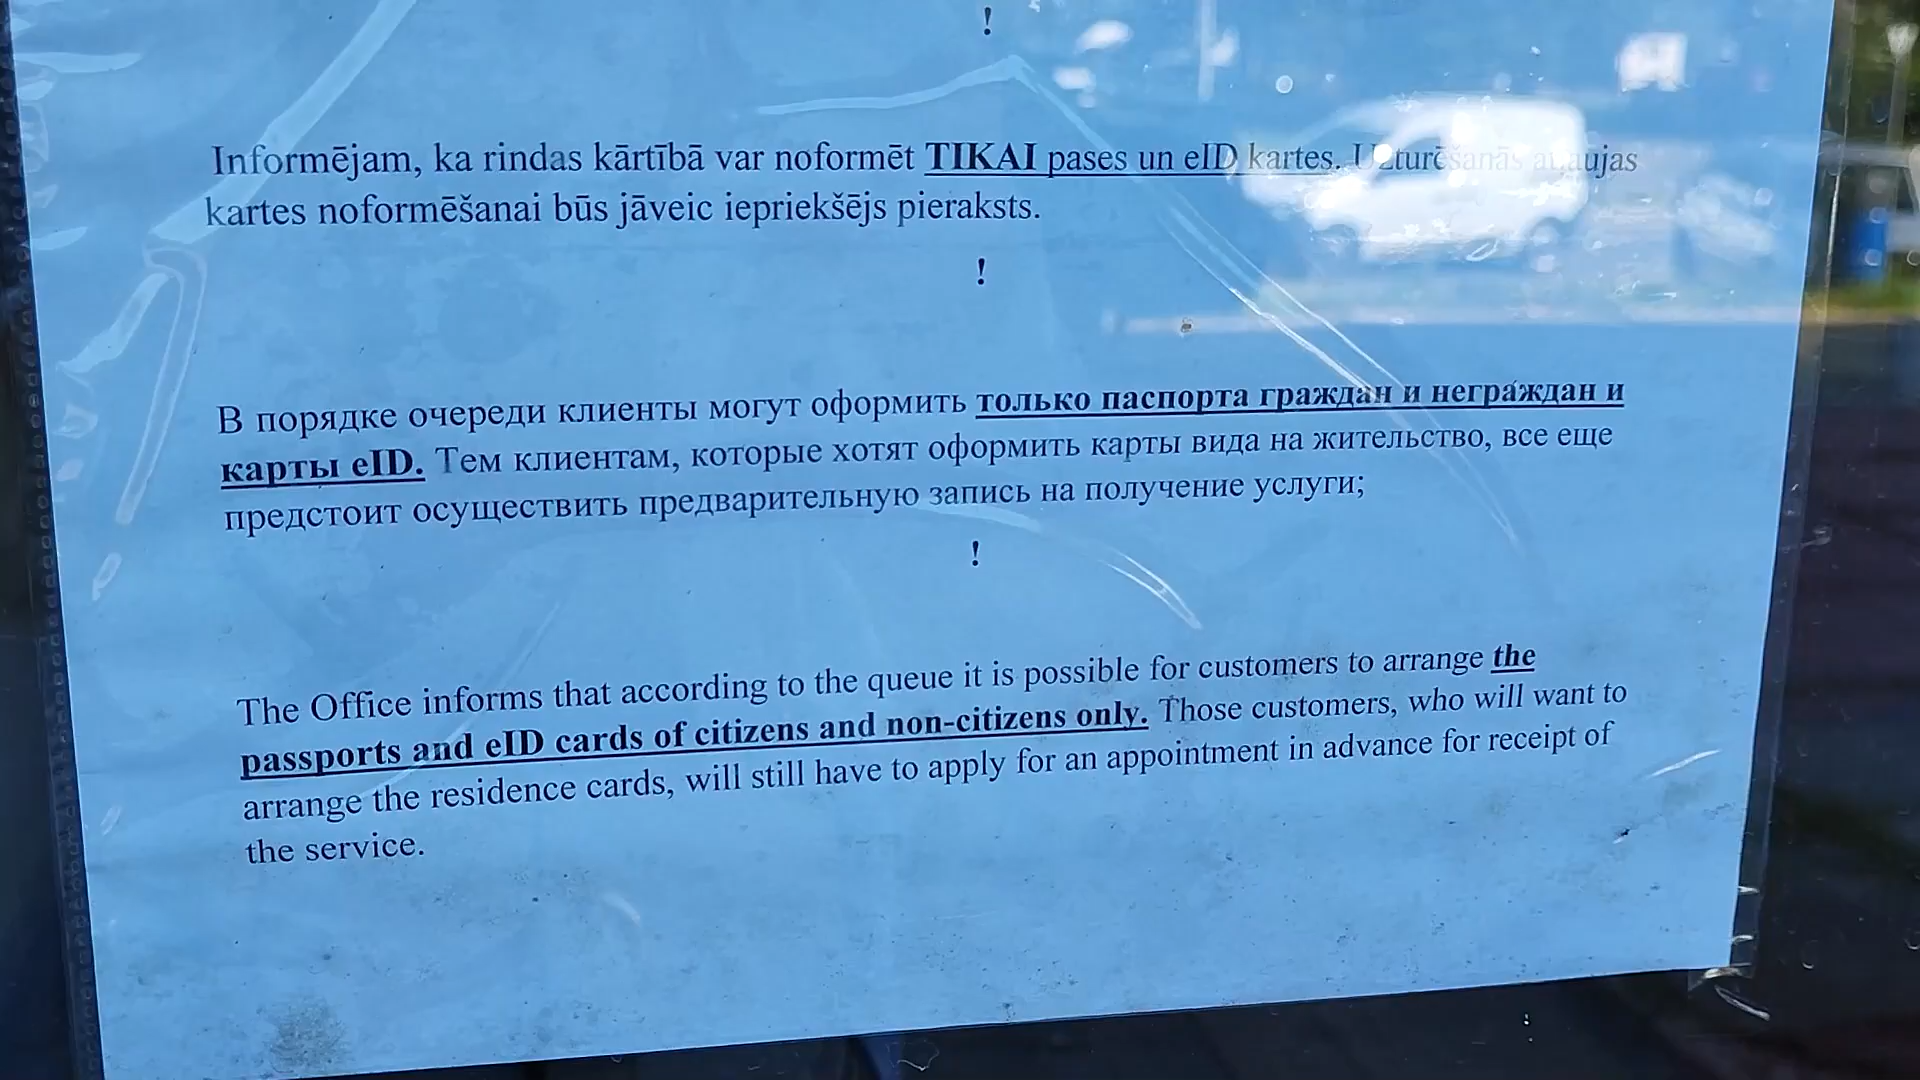 !
Informējam, ka rindas kārtībā var noformēt TIKAI pases un eID kartes. Uzturēšanās atļaujas
kartes noformēšanai būs jāveic iepriekšējs pieraksts.
!
В порядке очереди клиенты могут оформить только паспорта граждан и неграждан и
карты eID. Тем клиентам, которые хотят оформить карты вида на жительство, все еще
предстоит осуществить предварительную запись на получение услуги;
!
The Office informs that according to the queue it is possible for customers to arrange the
passports and eID cards of citizens and non-citizens only. Those customers, who will want to
arrange the residence cards, will still have to apply for an appointment in advance for receipt of
the service.